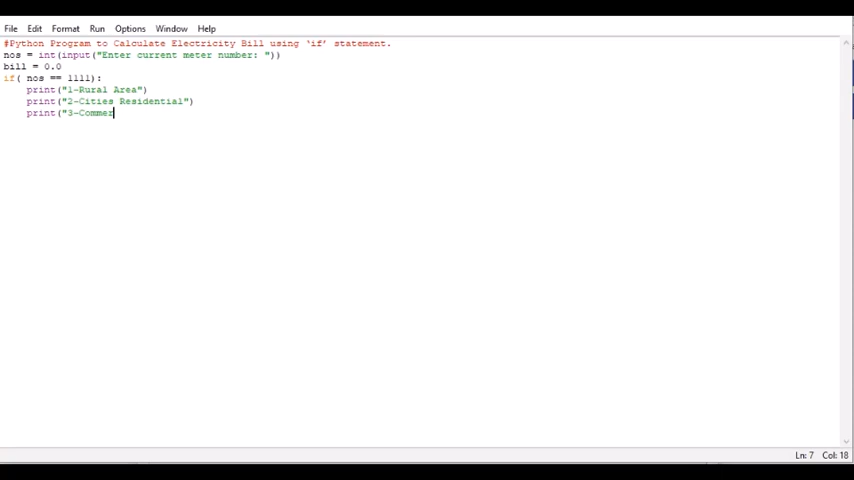 File Edit Format Run Options Window Help
#Python Program to Calculate Electricity Bill using 'if' statement.
nos = int(input("Enter current meter number: "))
bill = 0.0
if( nos == 1111):
    print("1-Rural Area")
    print("2-Cities Residential")
    print("3-Commer
Ln: 7 Col: 18